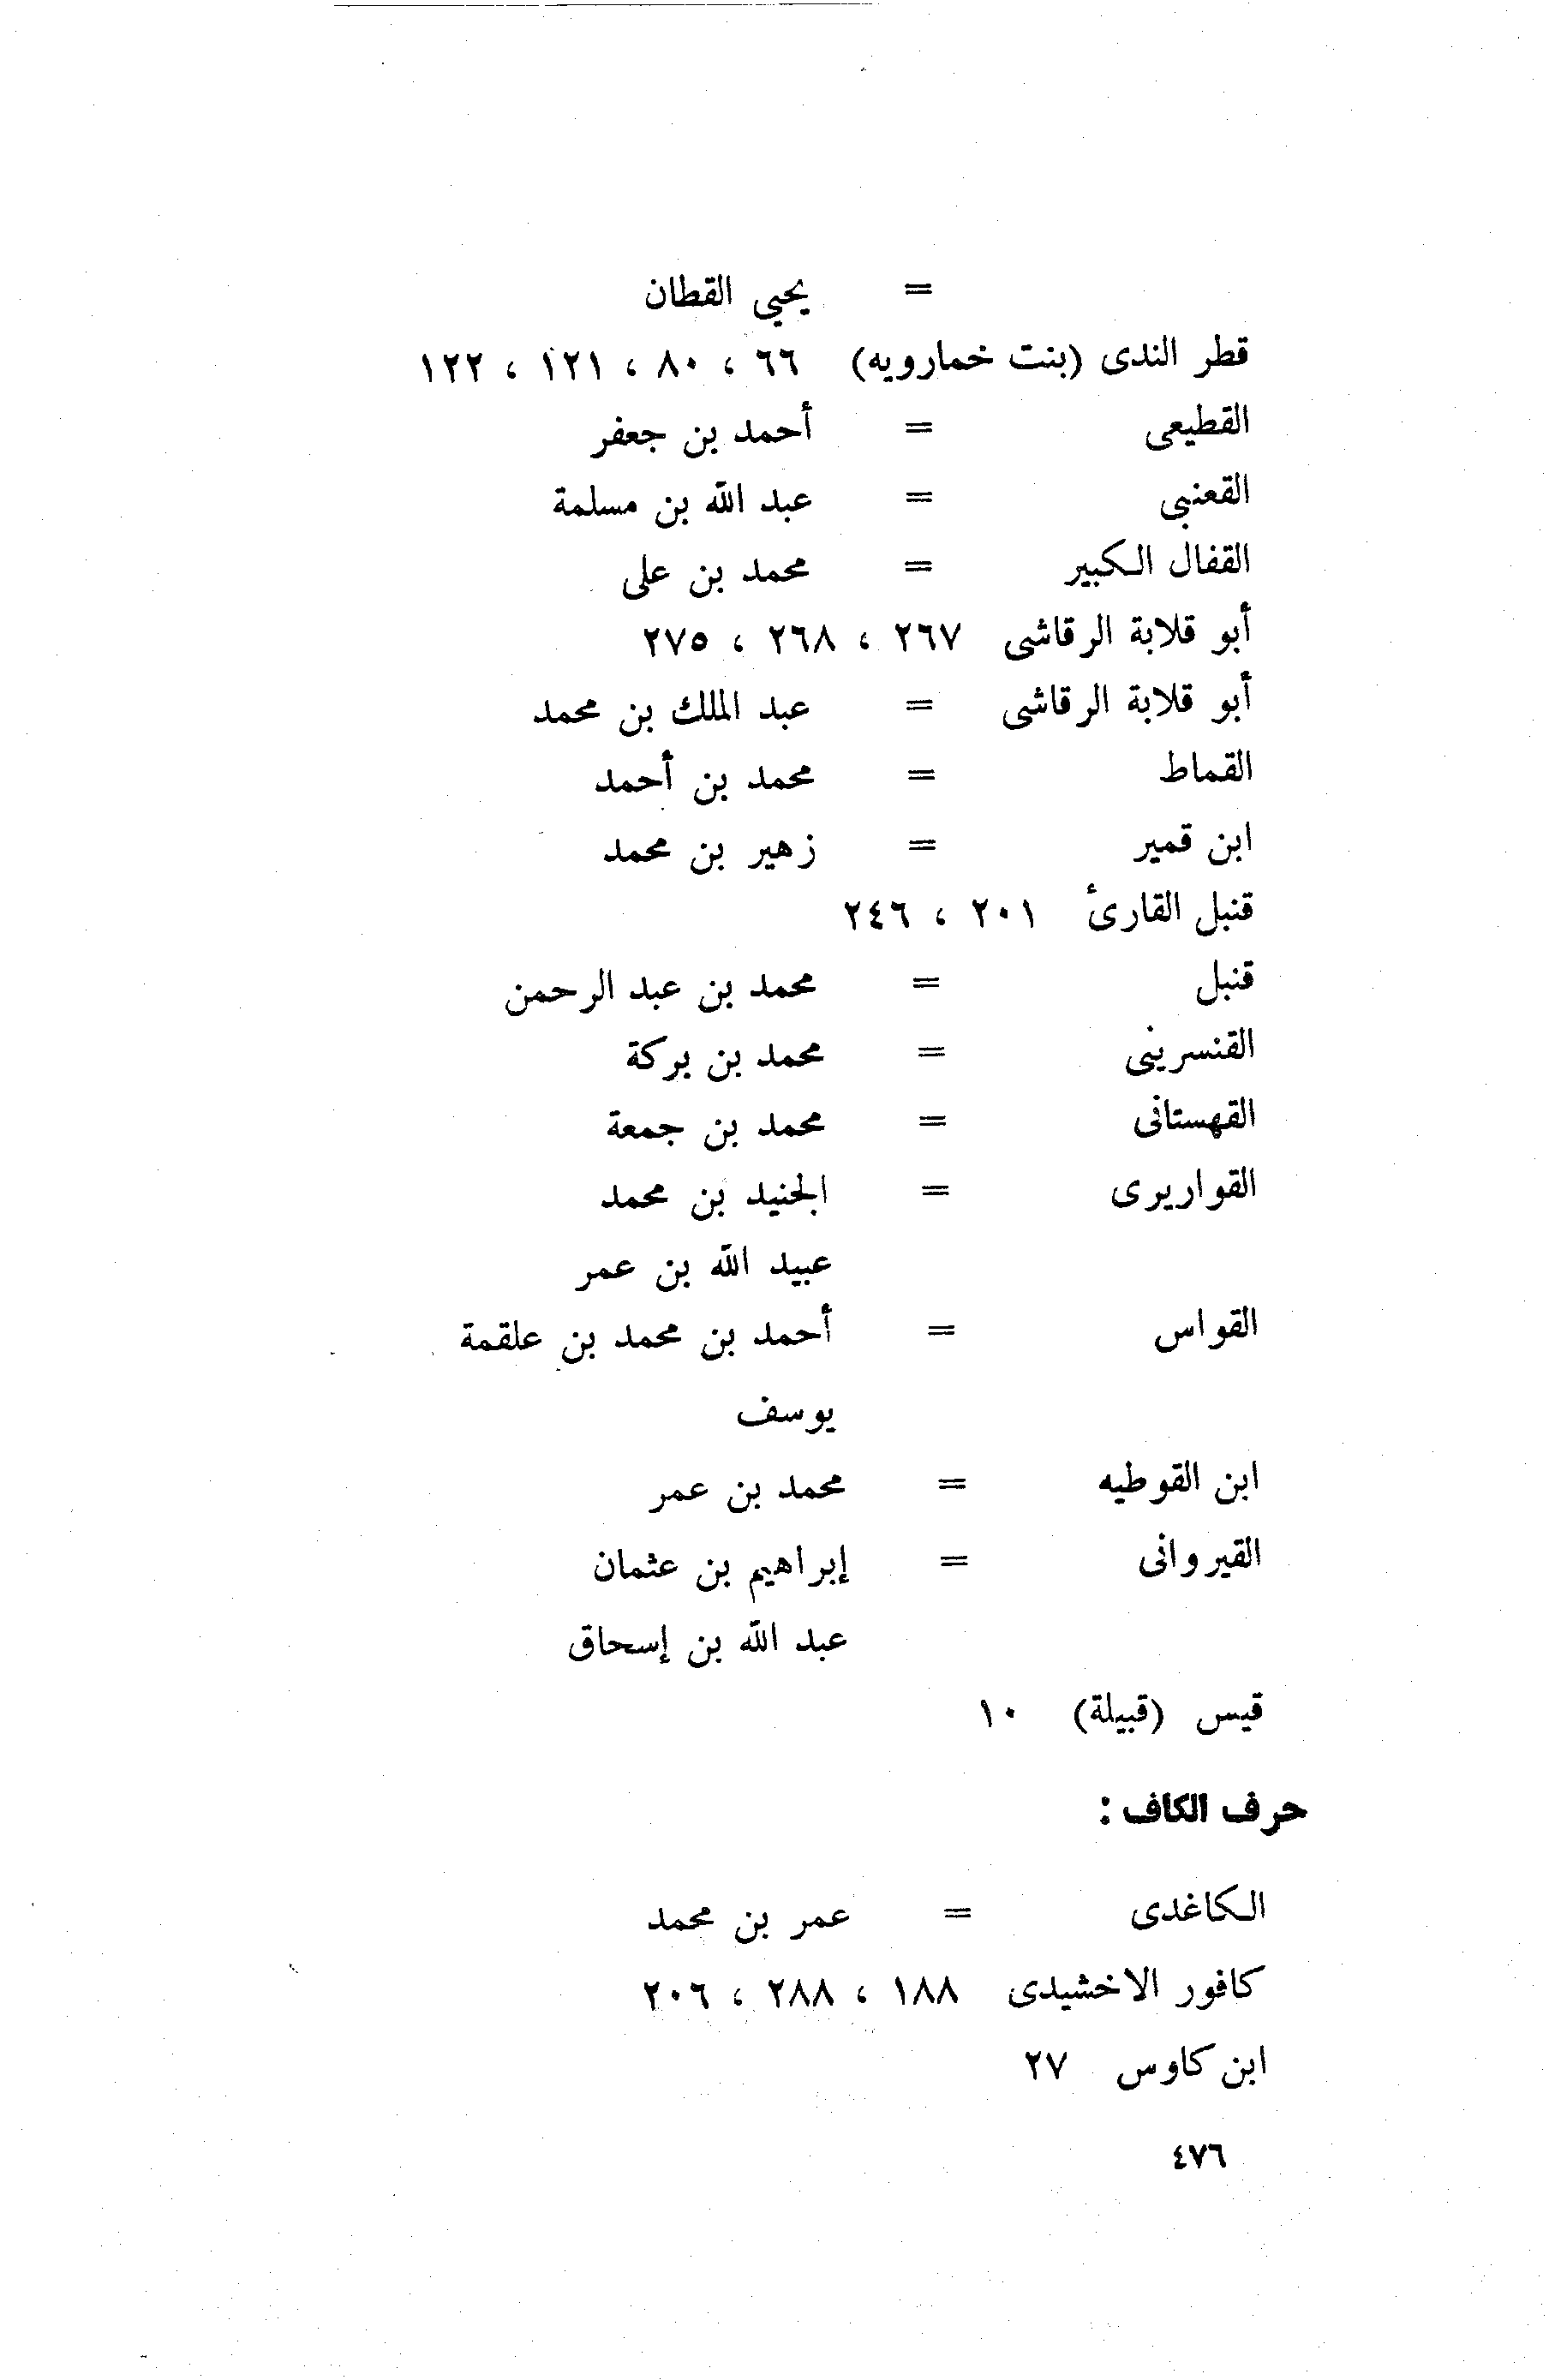 = يحيي القطان
قطر الندى (بنت خمارويه) ٦٦ ، ٨٠ ، ١٢١ ، ١٢٢
القطيعى = أحمد بن جعفر
القعنبى = عبد الله بن مسلمة
القفال الكبير = محمد بن على
أبو قلابة الرقاشى ٢٦٧ ، ٢٦٨ ، ٢٧٥
أبو قلابة الرقاشى = عبد الملك بن محمد
القماط = محمد بن أحمد
ابن قمير = زهير بن محمد
قنبل القارئ ٢٠١ ، ٢٤٦
قنبل = محمد بن عبد الرحمن
القنسرينى = محمد بن بركة
القهستانى = محمد بن جمعة
القواريرى = الجنيد بن محمد
عبيد الله بن عمر
القواس = أحمد بن محمد بن علقمة
يوسف
ابن القوطيه = محمد بن عمر
القيروانى = إبراهيم بن عثمان
عبد الله بن إسحاق
قيس (قبيلة) ١٠
حرف الكاف :
الكاغدى = عمر بن محمد
كافور الاخشيدى ١٨٨ ، ٢٨٨ ، ٢٠٦
ابن كاوس ٢٧
٤٧٦